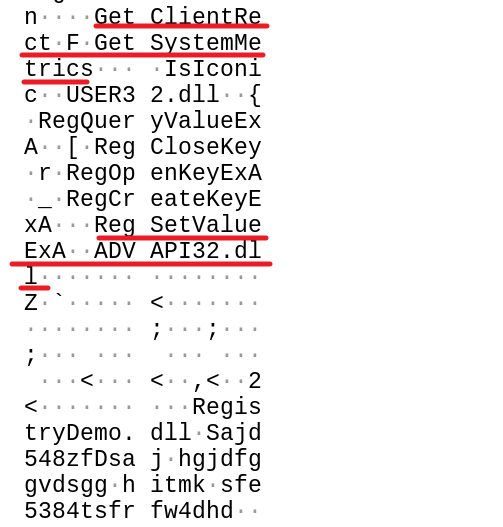 n····Get ClientRe
ct·F·Get SystemMe
trics··· ·IsIconi
c··USER3 2.dll··{
·RegQuer yValueEx
A··[·Reg CloseKey
·r·RegOp enKeyExA
·_·RegCr eateKeyE
xA···Reg SetValue
ExA··ADV API32.dl
l······· ········
Z·`····· <·······
········ ;···;···
;··· ··· ··· ···
···<··· <··,<··2
<······· ···Regis
tryDemo. dll·Sajd
548zfDsa j·hgjdfg
gvdsgg·h itmk·sfe
5384tsfr fw4dhd··